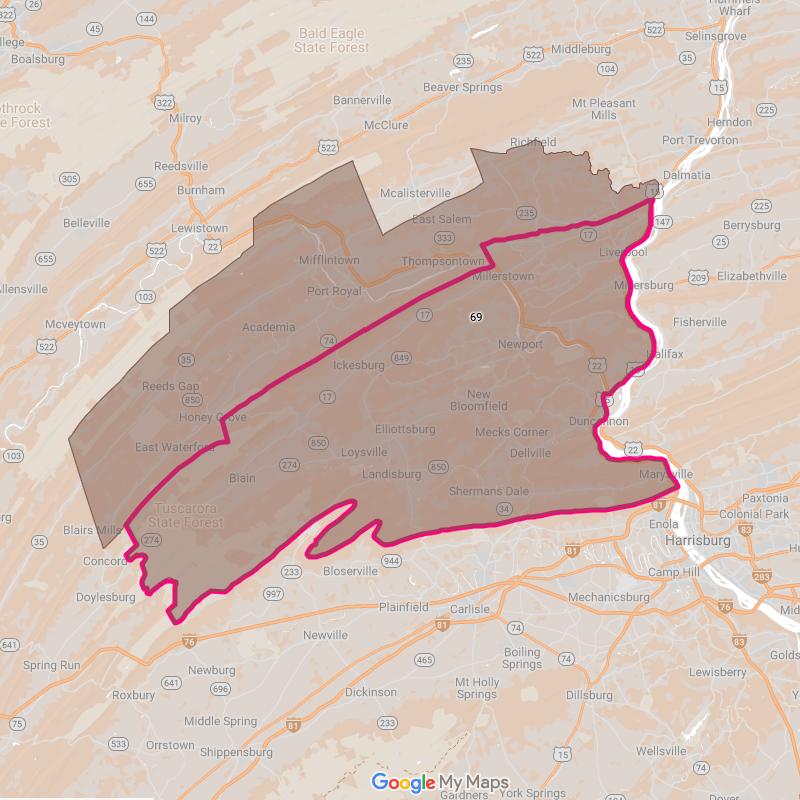 Hummers
Wharf
Selinsgrove
26
45
144
College
Boalsburg
Bald Eagle
State Forest
522
Middleburg
35
235
104
15
Beaver Springs
322
Bannerville
Mt Pleasant
Mills
225
throck
e Forest
Milroy
McClure
Herndon
Port Trevorton
522
Richfield
Reedsville
305
655
Burnham
Dalmatia
Mcalisterville
15
Belleville
Lewistown
East Salem
235
147
225
Berrysburg
22
333
17
25
655
Mifflintown
Thompsontown
Liverpool
Millerstown
209
Elizabethville
Allensville
103
Port Royal
Millersburg
Mcveytown
Academia
17
69
Fisherville
522
74
Newport
Halifax
35
Ickesburg
849
22
Reeds Gap
850
17
New
Bloomfield
Honey Grove
Elliottsburg
Mecks Corner
Duncannon
East Waterford
850
22
103
Loysville
Dellville
274
850
Blain
Landisburg
Marysville
Shermans Dale
Paxtonia
Tuscarora
State Forest
34
81
Colonial Park
Blairs Mills
Enola
83
35
274
81
Harrisburg
Concord
944
233
Bloserville
Camp Hill
283
Doylesburg
997
Mechanicsburg
Plainfield
Carlisle
76
641
76
Newville
81
74
83
Spring Run
465
Boiling
Springs
74
Newburg
Lewisberry
641
696
Mt Holly
Springs
Roxbury
Dickinson
Dillsburg
75
Middle Spring
233
81
533
Orrstown
Shippensburg
15
Wellsville
74
Google My Maps
Gardners
York Springs
Dover